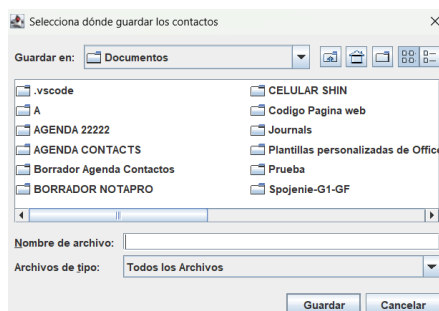 Selecciona dónde guardar los contactos
Guardar en: Documentos
.vscode
A
AGENDA 22222
AGENDA CONTACTS
Borrador Agenda Contactos
BORRADOR NOTAPRO
CELULAR SHIN
Codigo Pagina web
Journals
Plantillas personalizadas de Office
Prueba
Spojenie-G1-GF
Nombre de archivo:
Archivos de tipo: Todos los Archivos
Guardar Cancelar